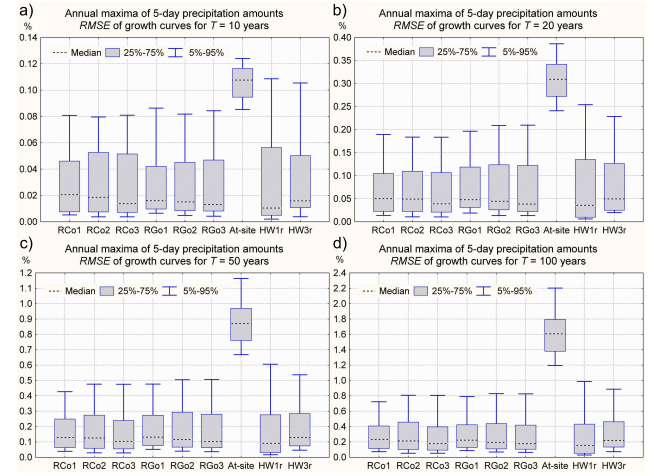 a) Annual maxima of 5-day precipitation amounts
RMSE of growth curves for T = 10 years
%
Median 25%-75% 5%-95%
0.14
0.12
0.10
0.08
0.06
0.04
0.02
0.00
RCo1 RCo2 RCo3 RGo1 RGo2 RGo3 At-site HW1r HW3r
b) Annual maxima of 5-day precipitation amounts
RMSE of growth curves for T = 20 years
%
Median 25%-75% 5%-95%
0.40
0.35
0.30
0.25
0.20
0.15
0.10
0.05
0.00
RCo1 RCo2 RCo3 RGo1 RGo2 RGo3 At-site HW1r HW3r
c) Annual maxima of 5-day precipitation amounts
RMSE of growth curves for T = 50 years
%
Median 25%-75% 5%-95%
1.2
1.1
1.0
0.9
0.8
0.7
0.6
0.5
0.4
0.3
0.2
0.1
0.0
RCo1 RCo2 RCo3 RGo1 RGo2 RGo3 At-site HW1r HW3r
d) Annual maxima of 5-day precipitation amounts
RMSE of growth curves for T = 100 years
%
Median 25%-75% 5%-95%
2.4
2.2
2.0
1.8
1.6
1.4
1.2
1.0
0.8
0.6
0.4
0.2
0.0
RCo1 RCo2 RCo3 RGo1 RGo2 RGo3 At-site HW1r HW3r